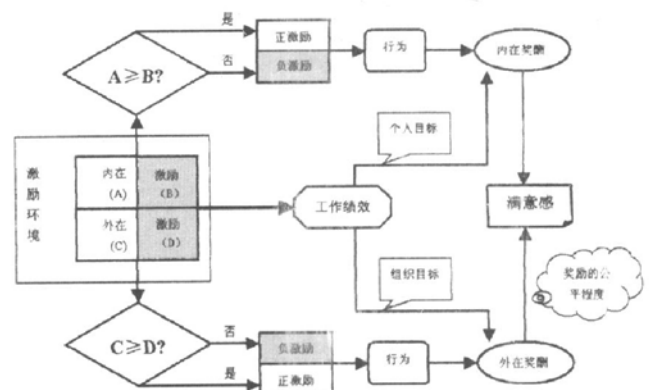 是
正激励
否
负激励
行为
内在奖酬
A≥B?
个人目标
激励环境
内在
(A)
激励
(B)
外在
(C)
激励
(D)
工作绩效
满意感
组织目标
奖励的公
平程度
C≥D?
否
负激励
是
正激励
行为
外在奖酬